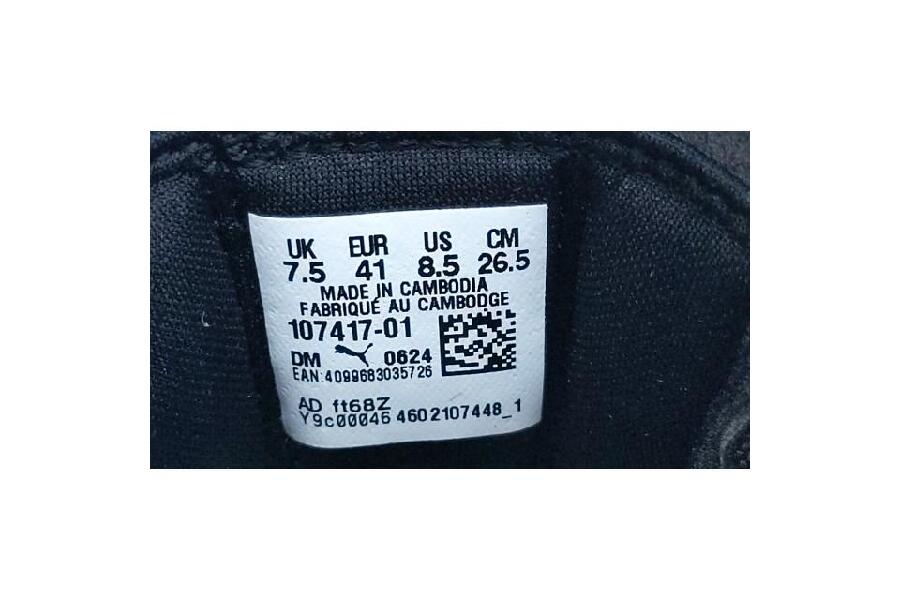 UK EUR US CM
7.5 41 8.5 26.5
MADE IN CAMBODIA
FABRIQUÉ AU CAMBODGE
107417-01
DM 0624
EAN:4099683035726
AD ft68Z
Y9c00046 4602107448_1